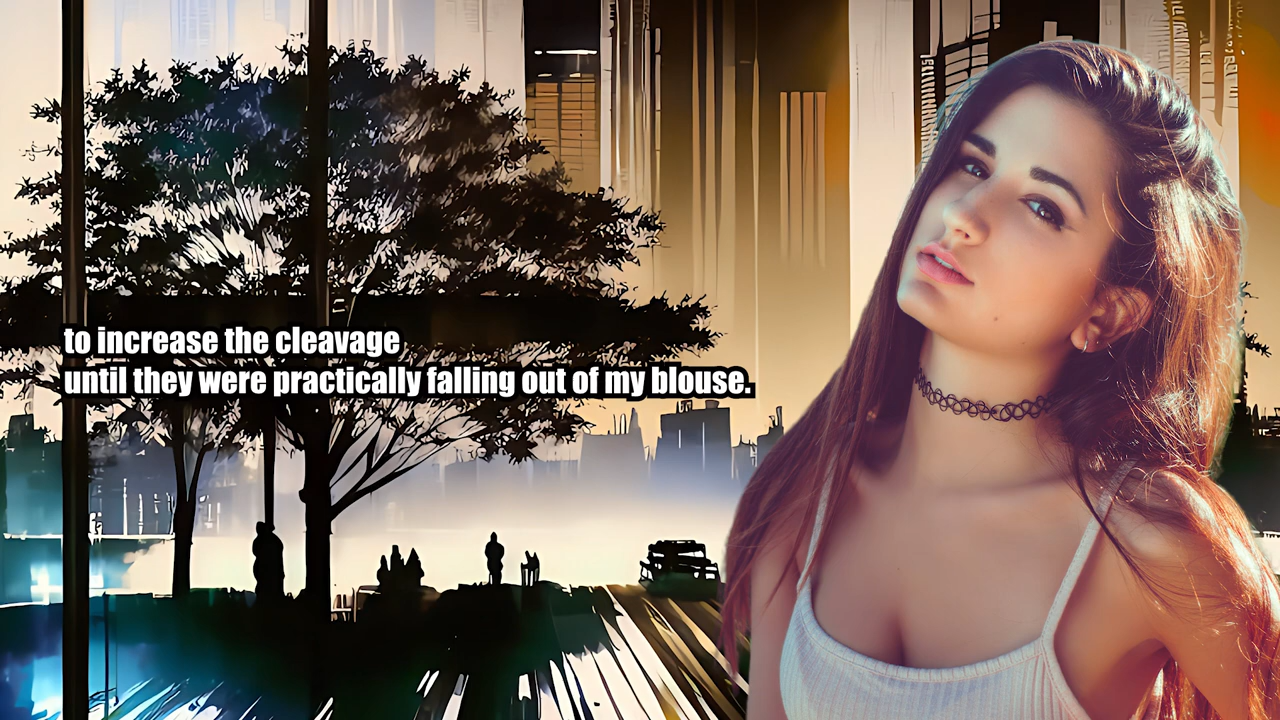 to increase the cleavage
until they were practically falling out of my blouse.